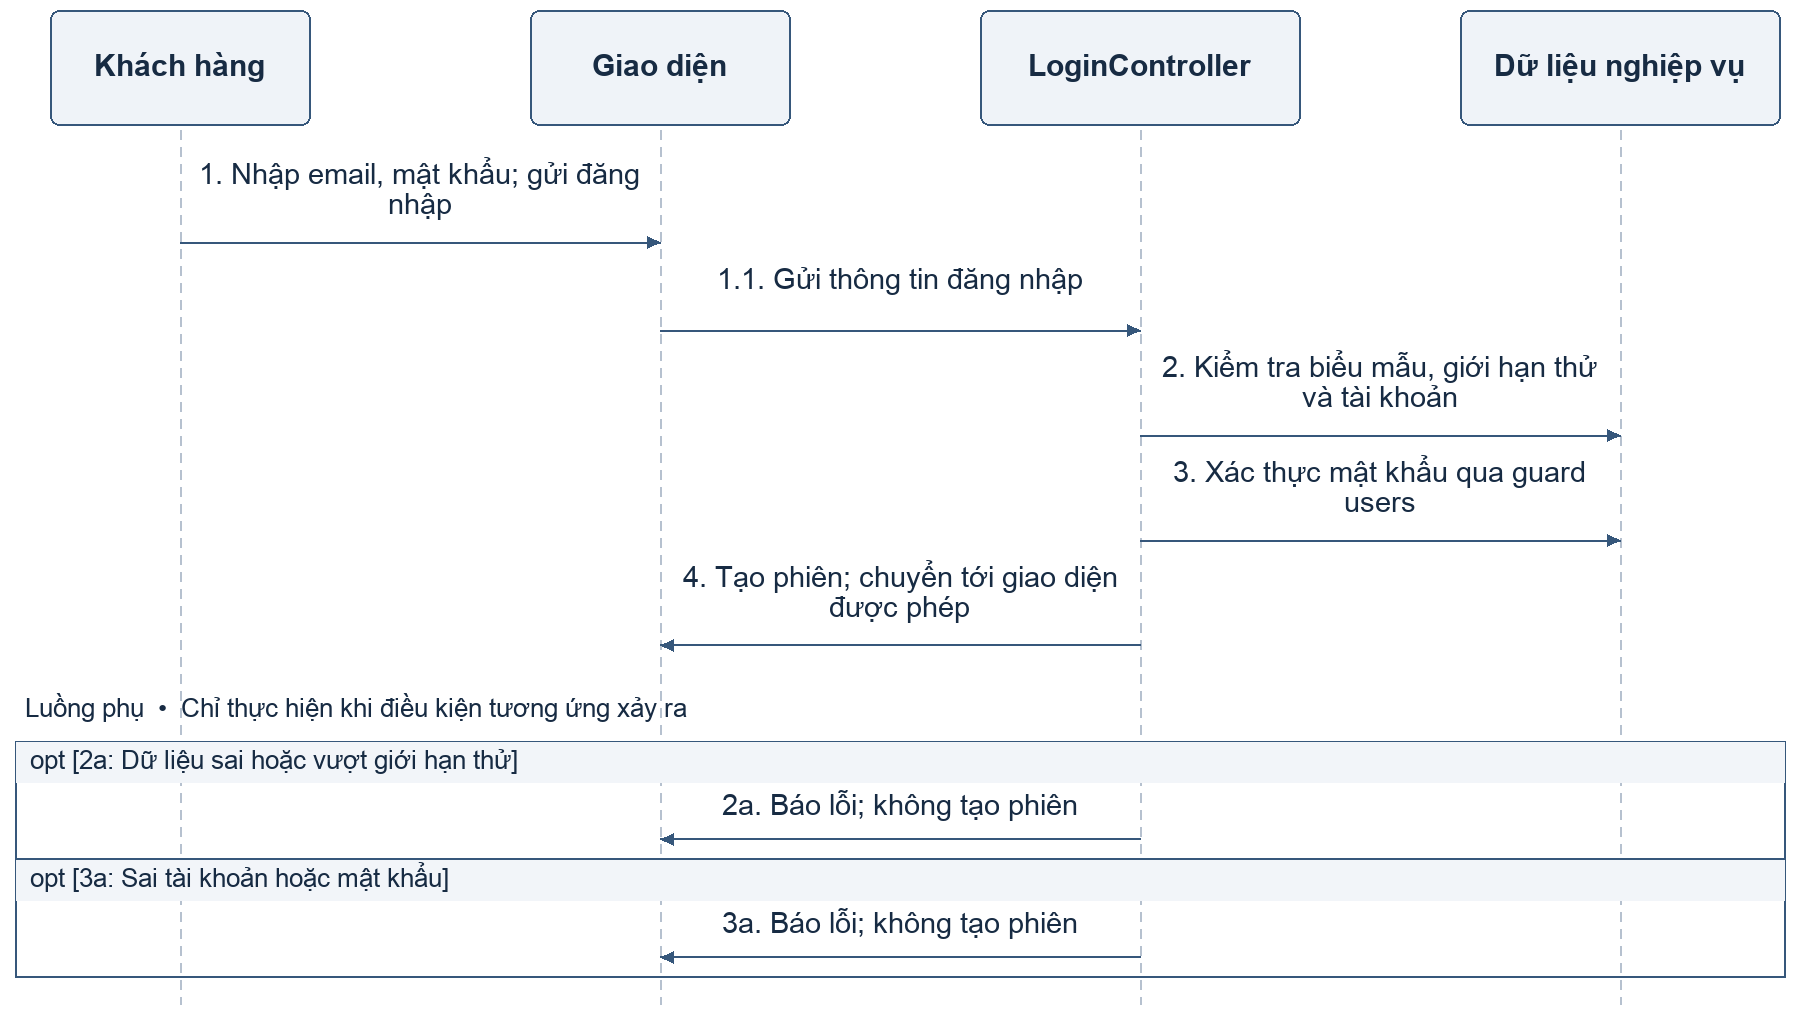 Khách hàng
Giao diện
LoginController
Dữ liệu nghiệp vụ
1. Nhập email, mật khẩu; gửi đăng
nhập
1.1. Gửi thông tin đăng nhập
2. Kiểm tra biểu mẫu, giới hạn thử
và tài khoản
3. Xác thực mật khẩu qua guard
users
4. Tạo phiên; chuyển tới giao diện
được phép
Luồng phụ • Chỉ thực hiện khi điều kiện tương ứng xảy ra
opt [2a: Dữ liệu sai hoặc vượt giới hạn thử]
2a. Báo lỗi; không tạo phiên
opt [3a: Sai tài khoản hoặc mật khẩu]
3a. Báo lỗi; không tạo phiên